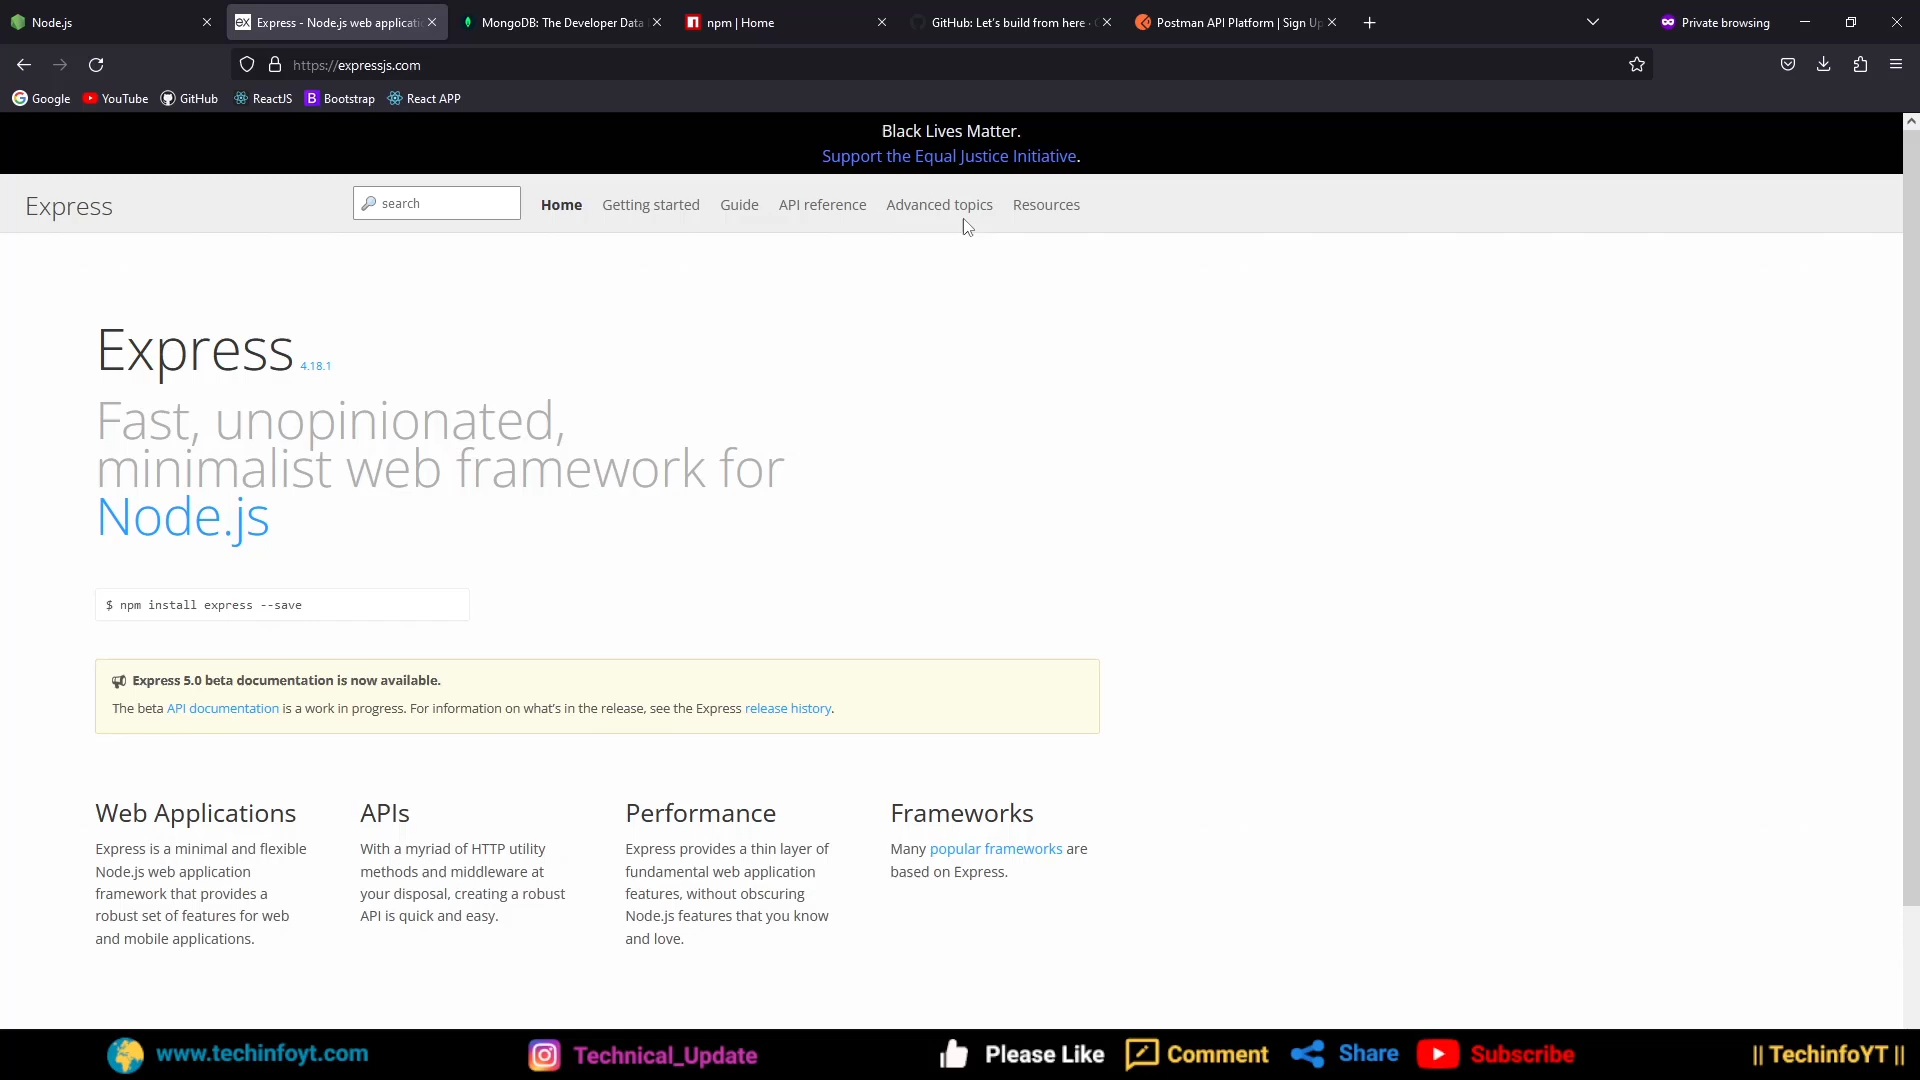 Node.js
Express - Node.js web applicati
MongoDB: The Developer Data
npm | Home
GitHub: Let's build from here ·
Postman API Platform | Sign Up
Private browsing
https://expressjs.com
Google
YouTube
GitHub
ReactJS
B Bootstrap
React APP
Black Lives Matter.
Support the Equal Justice Initiative.
Express
search
Home
Getting started
Guide
API reference
Advanced topics
Resources
Express 4.18.1
Fast, unopinionated,
minimalist web framework for
Node.js
$ npm install express --save
Express 5.0 beta documentation is now available.
The beta API documentation is a work in progress. For information on what's in the release, see the Express release history.
Web Applications
Express is a minimal and flexible
Node.js web application
framework that provides a
robust set of features for web
and mobile applications.
APIs
With a myriad of HTTP utility
methods and middleware at
your disposal, creating a robust
API is quick and easy.
Performance
Express provides a thin layer of
fundamental web application
features, without obscuring
Node.js features that you know
and love.
Frameworks
Many popular frameworks are
based on Express.
www.techinfoyt.com
Technical_Update
Please Like
Comment
Share
Subscribe
|| TechinfoYT ||